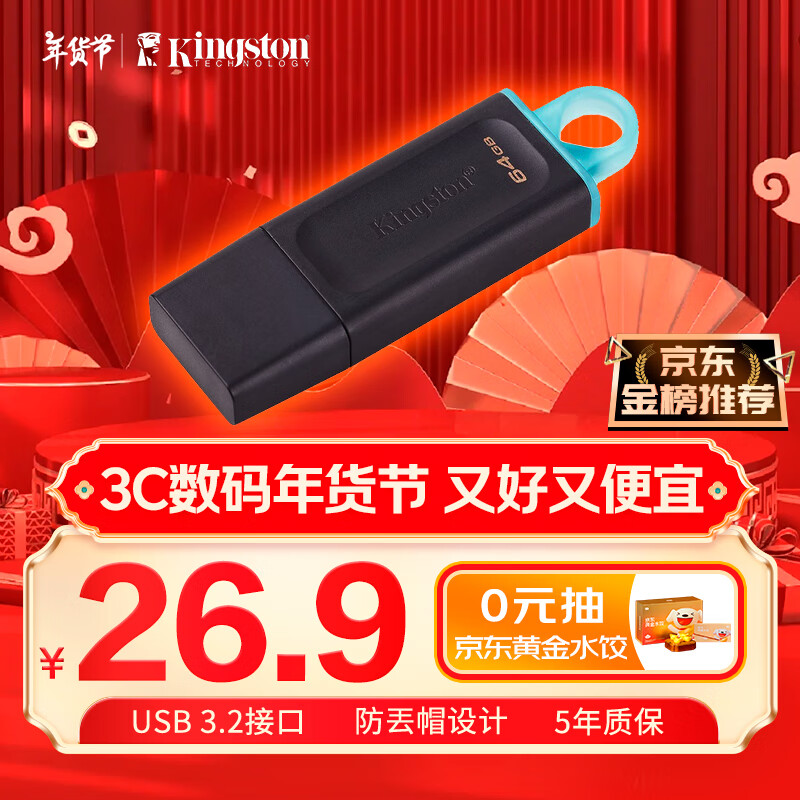 年货节
Kingston
TECHNOLOGY
64GB
Kingston
京东
金榜推荐
3C数码年货节 又好又便宜
¥26.9
0元抽
京东黄金水饺
USB 3.2接口
防丢帽设计
5年质保